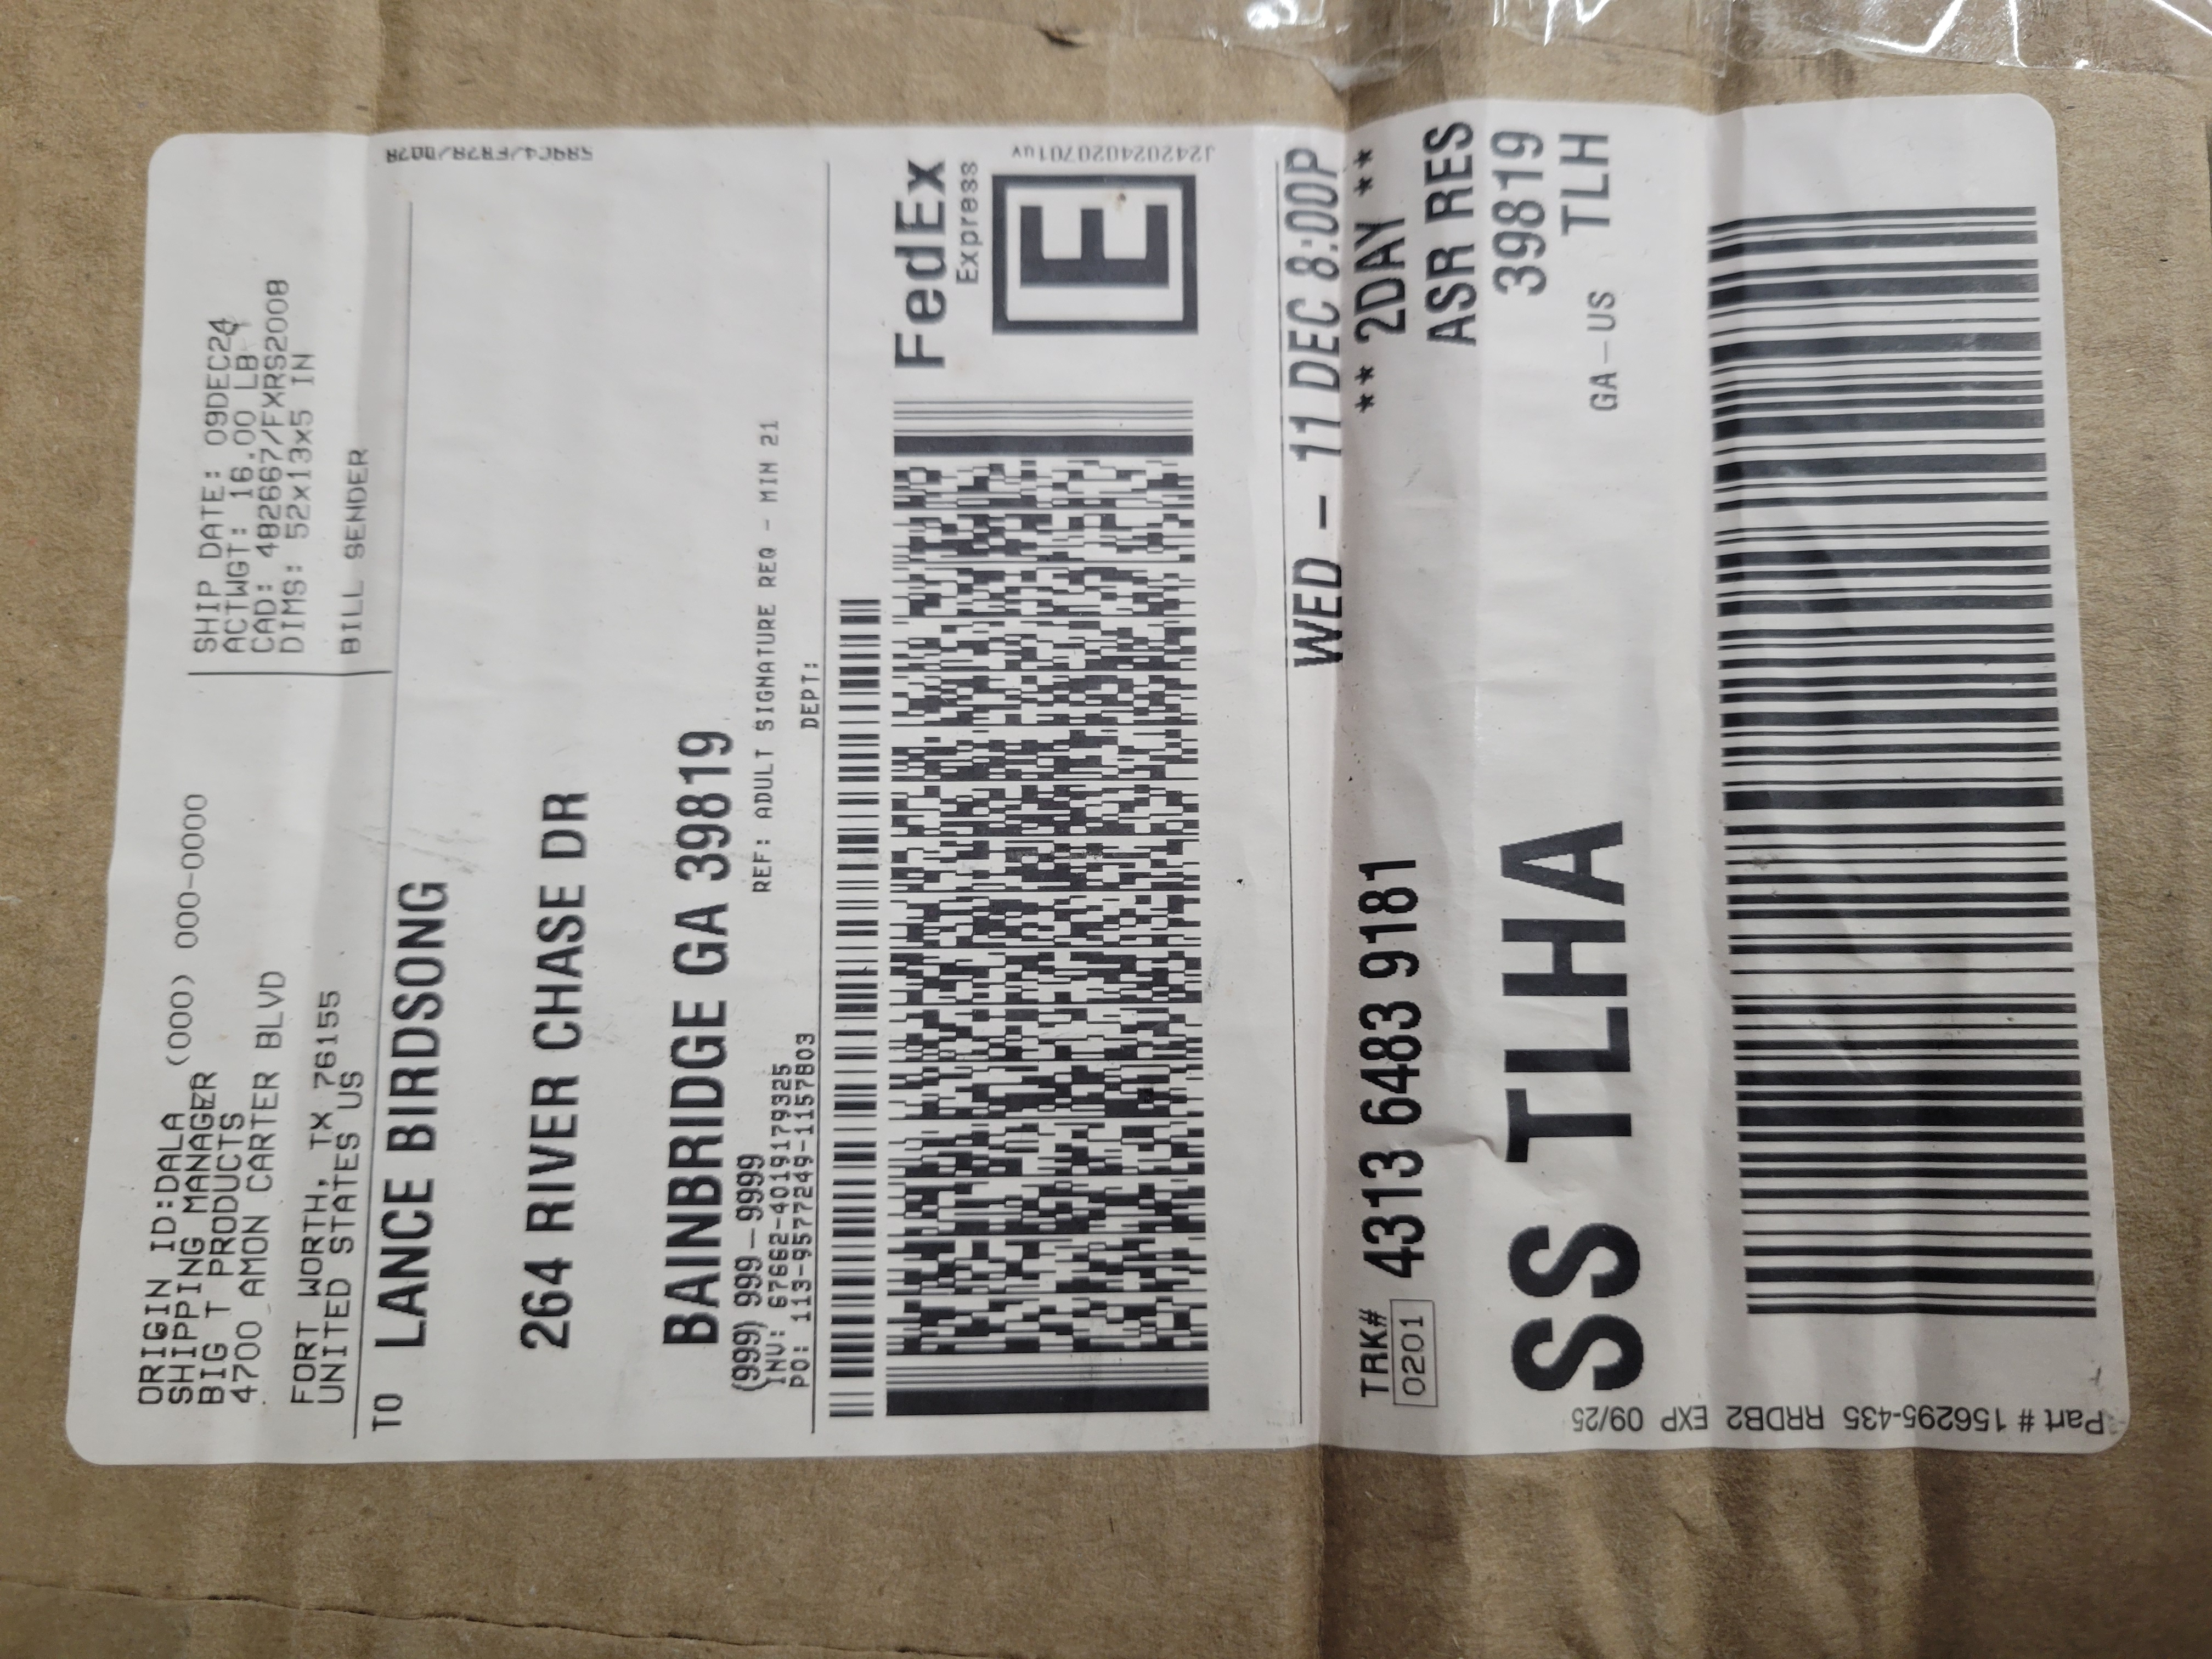 ORIGIN ID:DALA (000) 000-0000
SHIPPING MANAGER
BIG T PRODUCTS
4700 AMON CARTER BLVD
FORT WORTH, TX 76155
UNITED STATES US
SHIP DATE: 09DEC24
ACTWGT: 16.00 LB
CAD: 482667/FXRS2008
DIMS: 52x13x5 IN
BILL SENDER
TO LANCE BIRDSONG
264 RIVER CHASE DR
BAINBRIDGE GA 39819
(999) 999-9999
REF: ADULT SIGNATURE REQ - MIN 21
INV: 67662-4019179325
PO: 113-9577249-1157803
DEPT:
589C4/F87B/0028
FedEx
Express
E
J242024020701uv
WED - 11 DEC 8:00P
** 2DAY **
TRK# 4313 6483 9181
0201
ASR RES
SS TLHA
39819
GA-US TLH
Part # 156295-435 RRDB2 EXP 09/25